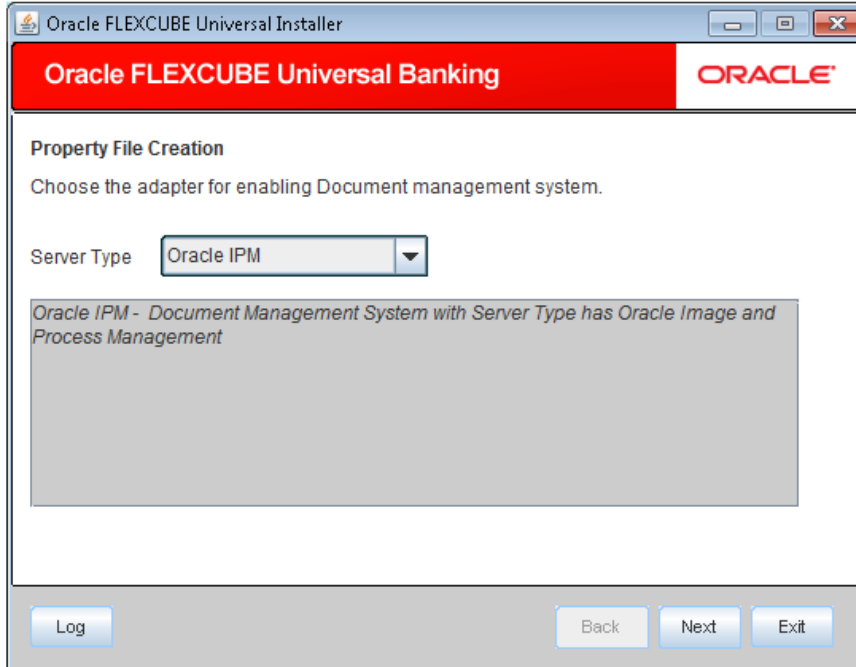 Oracle FLEXCUBE Universal Installer
Oracle FLEXCUBE Universal Banking
ORACLE
Property File Creation
Choose the adapter for enabling Document management system.
Server Type
Oracle IPM
Oracle IPM - Document Management System with Server Type has Oracle Image and
Process Management
Log
Back
Next
Exit